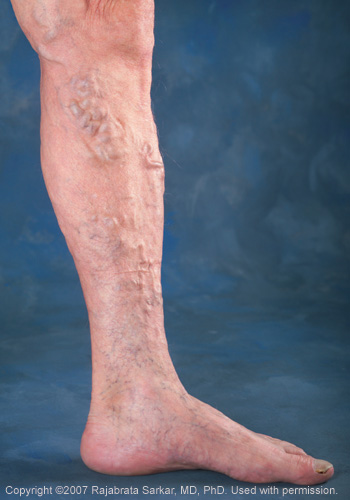 Copyright ©2007 Rajabrata Sarkar, MD, PhD. Used with permission.